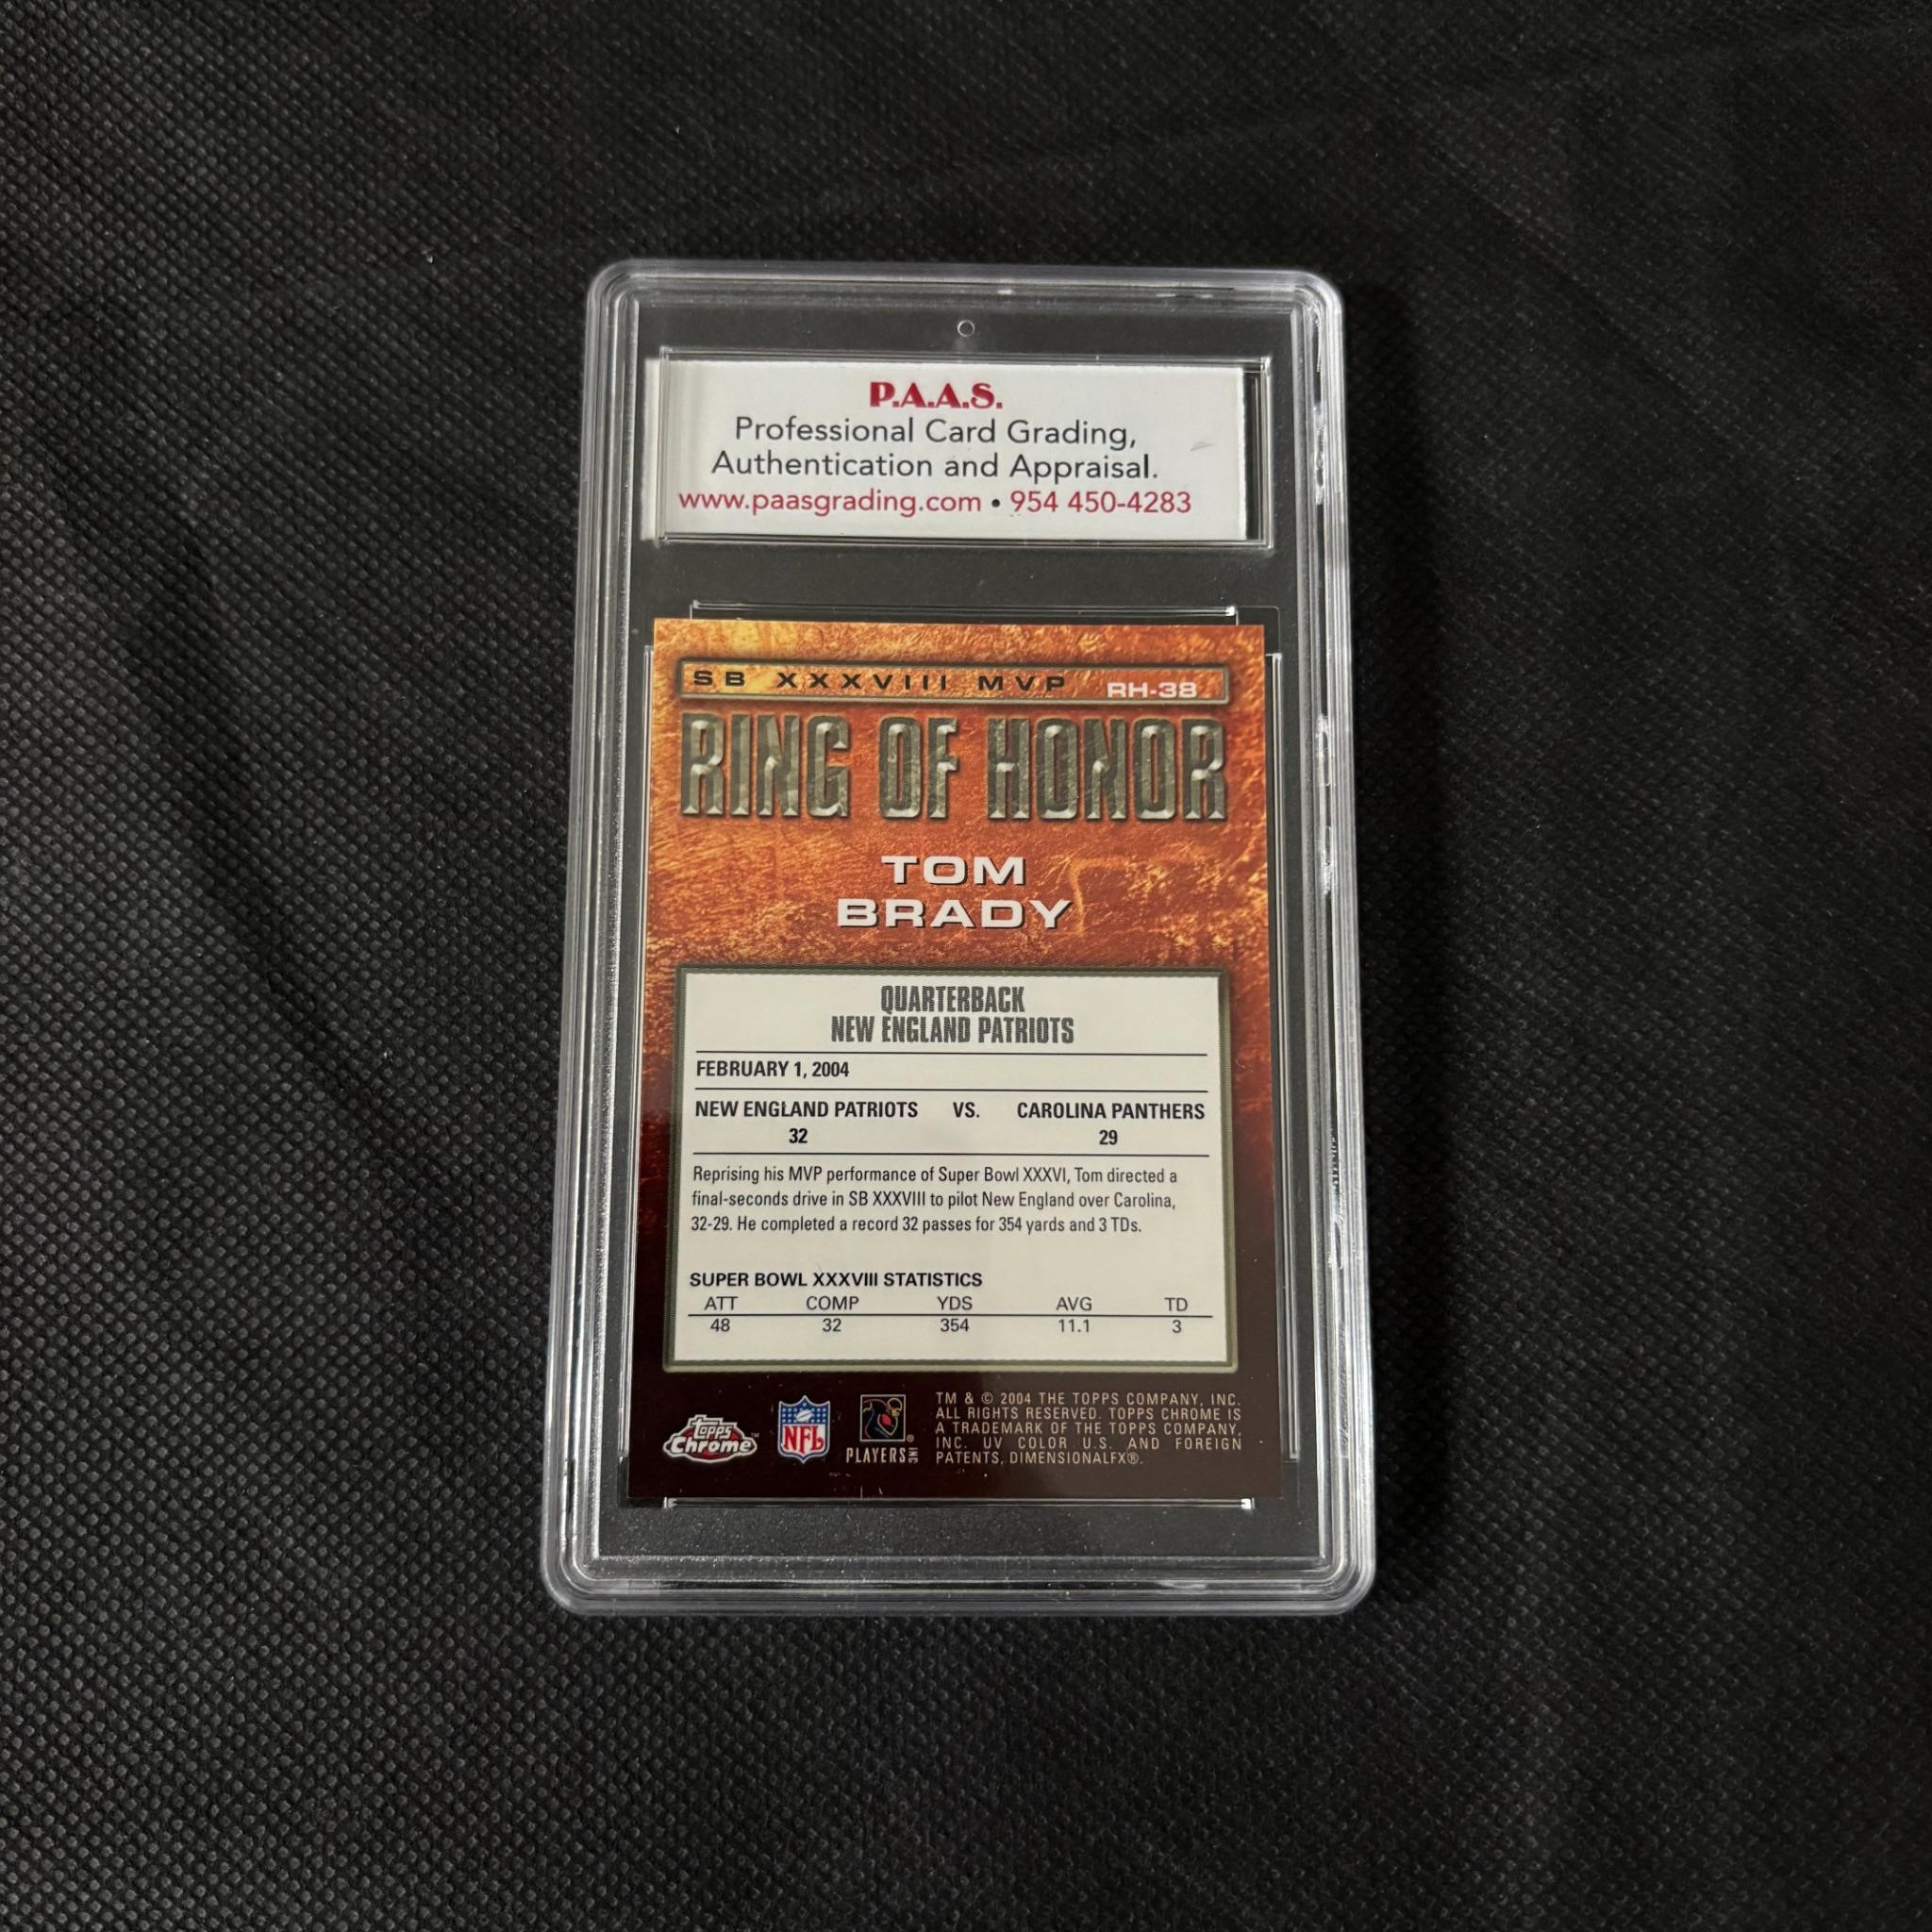 P.A.A.S.
Professional Card Grading,
Authentication and Appraisal.
www.paasgrading.com • 954 450-4283
SB XXXVIII MVP RH-38
RING OF HONOR
TOM
BRADY
QUARTERBACK
NEW ENGLAND PATRIOTS
FEBRUARY 1, 2004
NEW ENGLAND PATRIOTS VS. CAROLINA PANTHERS
32 29
Reprising his MVP performance of Super Bowl XXXVI, Tom directed a
final-seconds drive in SB XXXVIII to pilot New England over Carolina,
32-29. He completed a record 32 passes for 354 yards and 3 TDs.
SUPER BOWL XXXVIII STATISTICS
ATT COMP YDS AVG TD
48 32 354 11.1 3
Topps
Chrome™
NFL
PLAYERS INC ®
TM & © 2004 THE TOPPS COMPANY, INC.
ALL RIGHTS RESERVED. TOPPS CHROME IS
A TRADEMARK OF THE TOPPS COMPANY,
INC. UV COLOR U.S. AND FOREIGN
PATENTS, DIMENSIONALFX®.